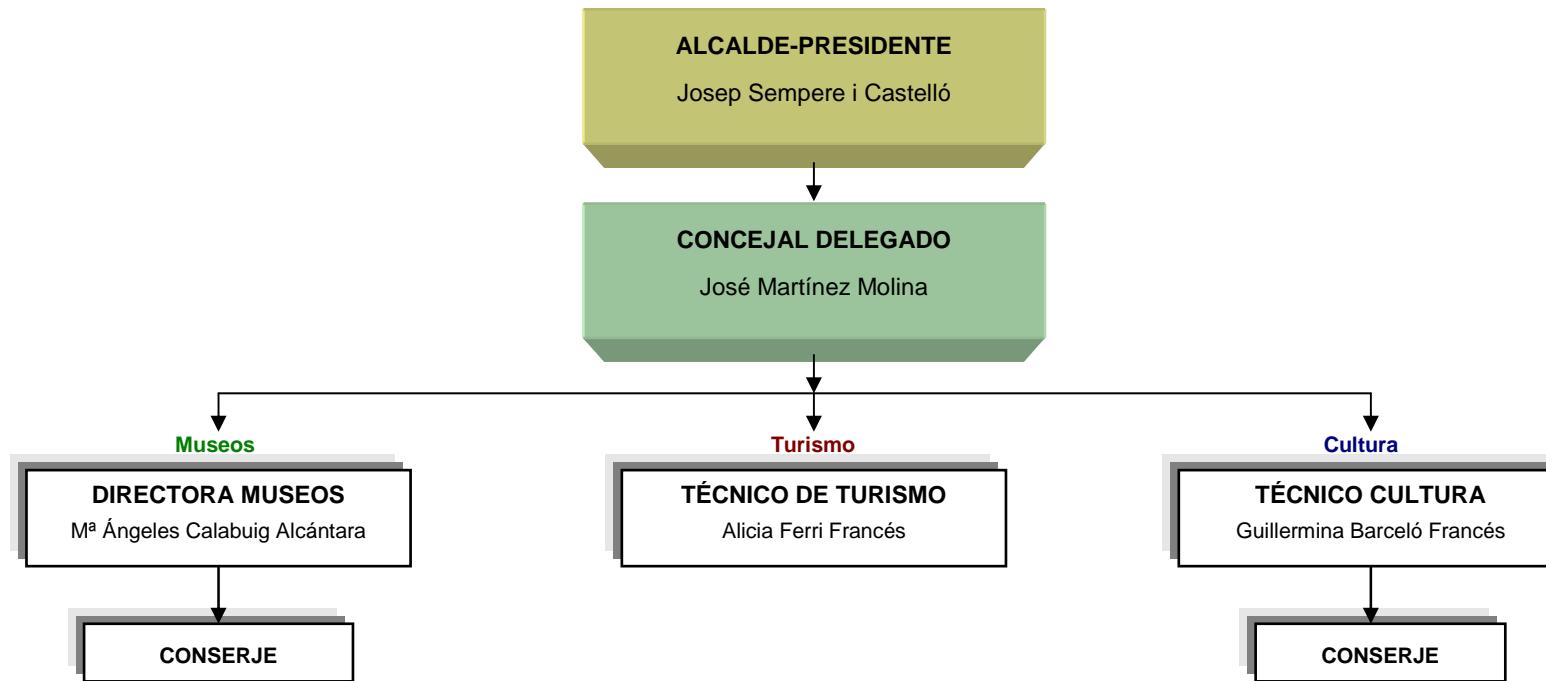 ALCALDE-PRESIDENTE
Josep Sempere i Castelló
CONCEJAL DELEGADO
José Martínez Molina
Museos
DIRECTORA MUSEOS
Mª Ángeles Calabuig Alcántara
CONSERJE
Turismo
TÉCNICO DE TURISMO
Alicia Ferri Francés
Cultura
TÉCNICO CULTURA
Guillermina Barceló Francés
CONSERJE